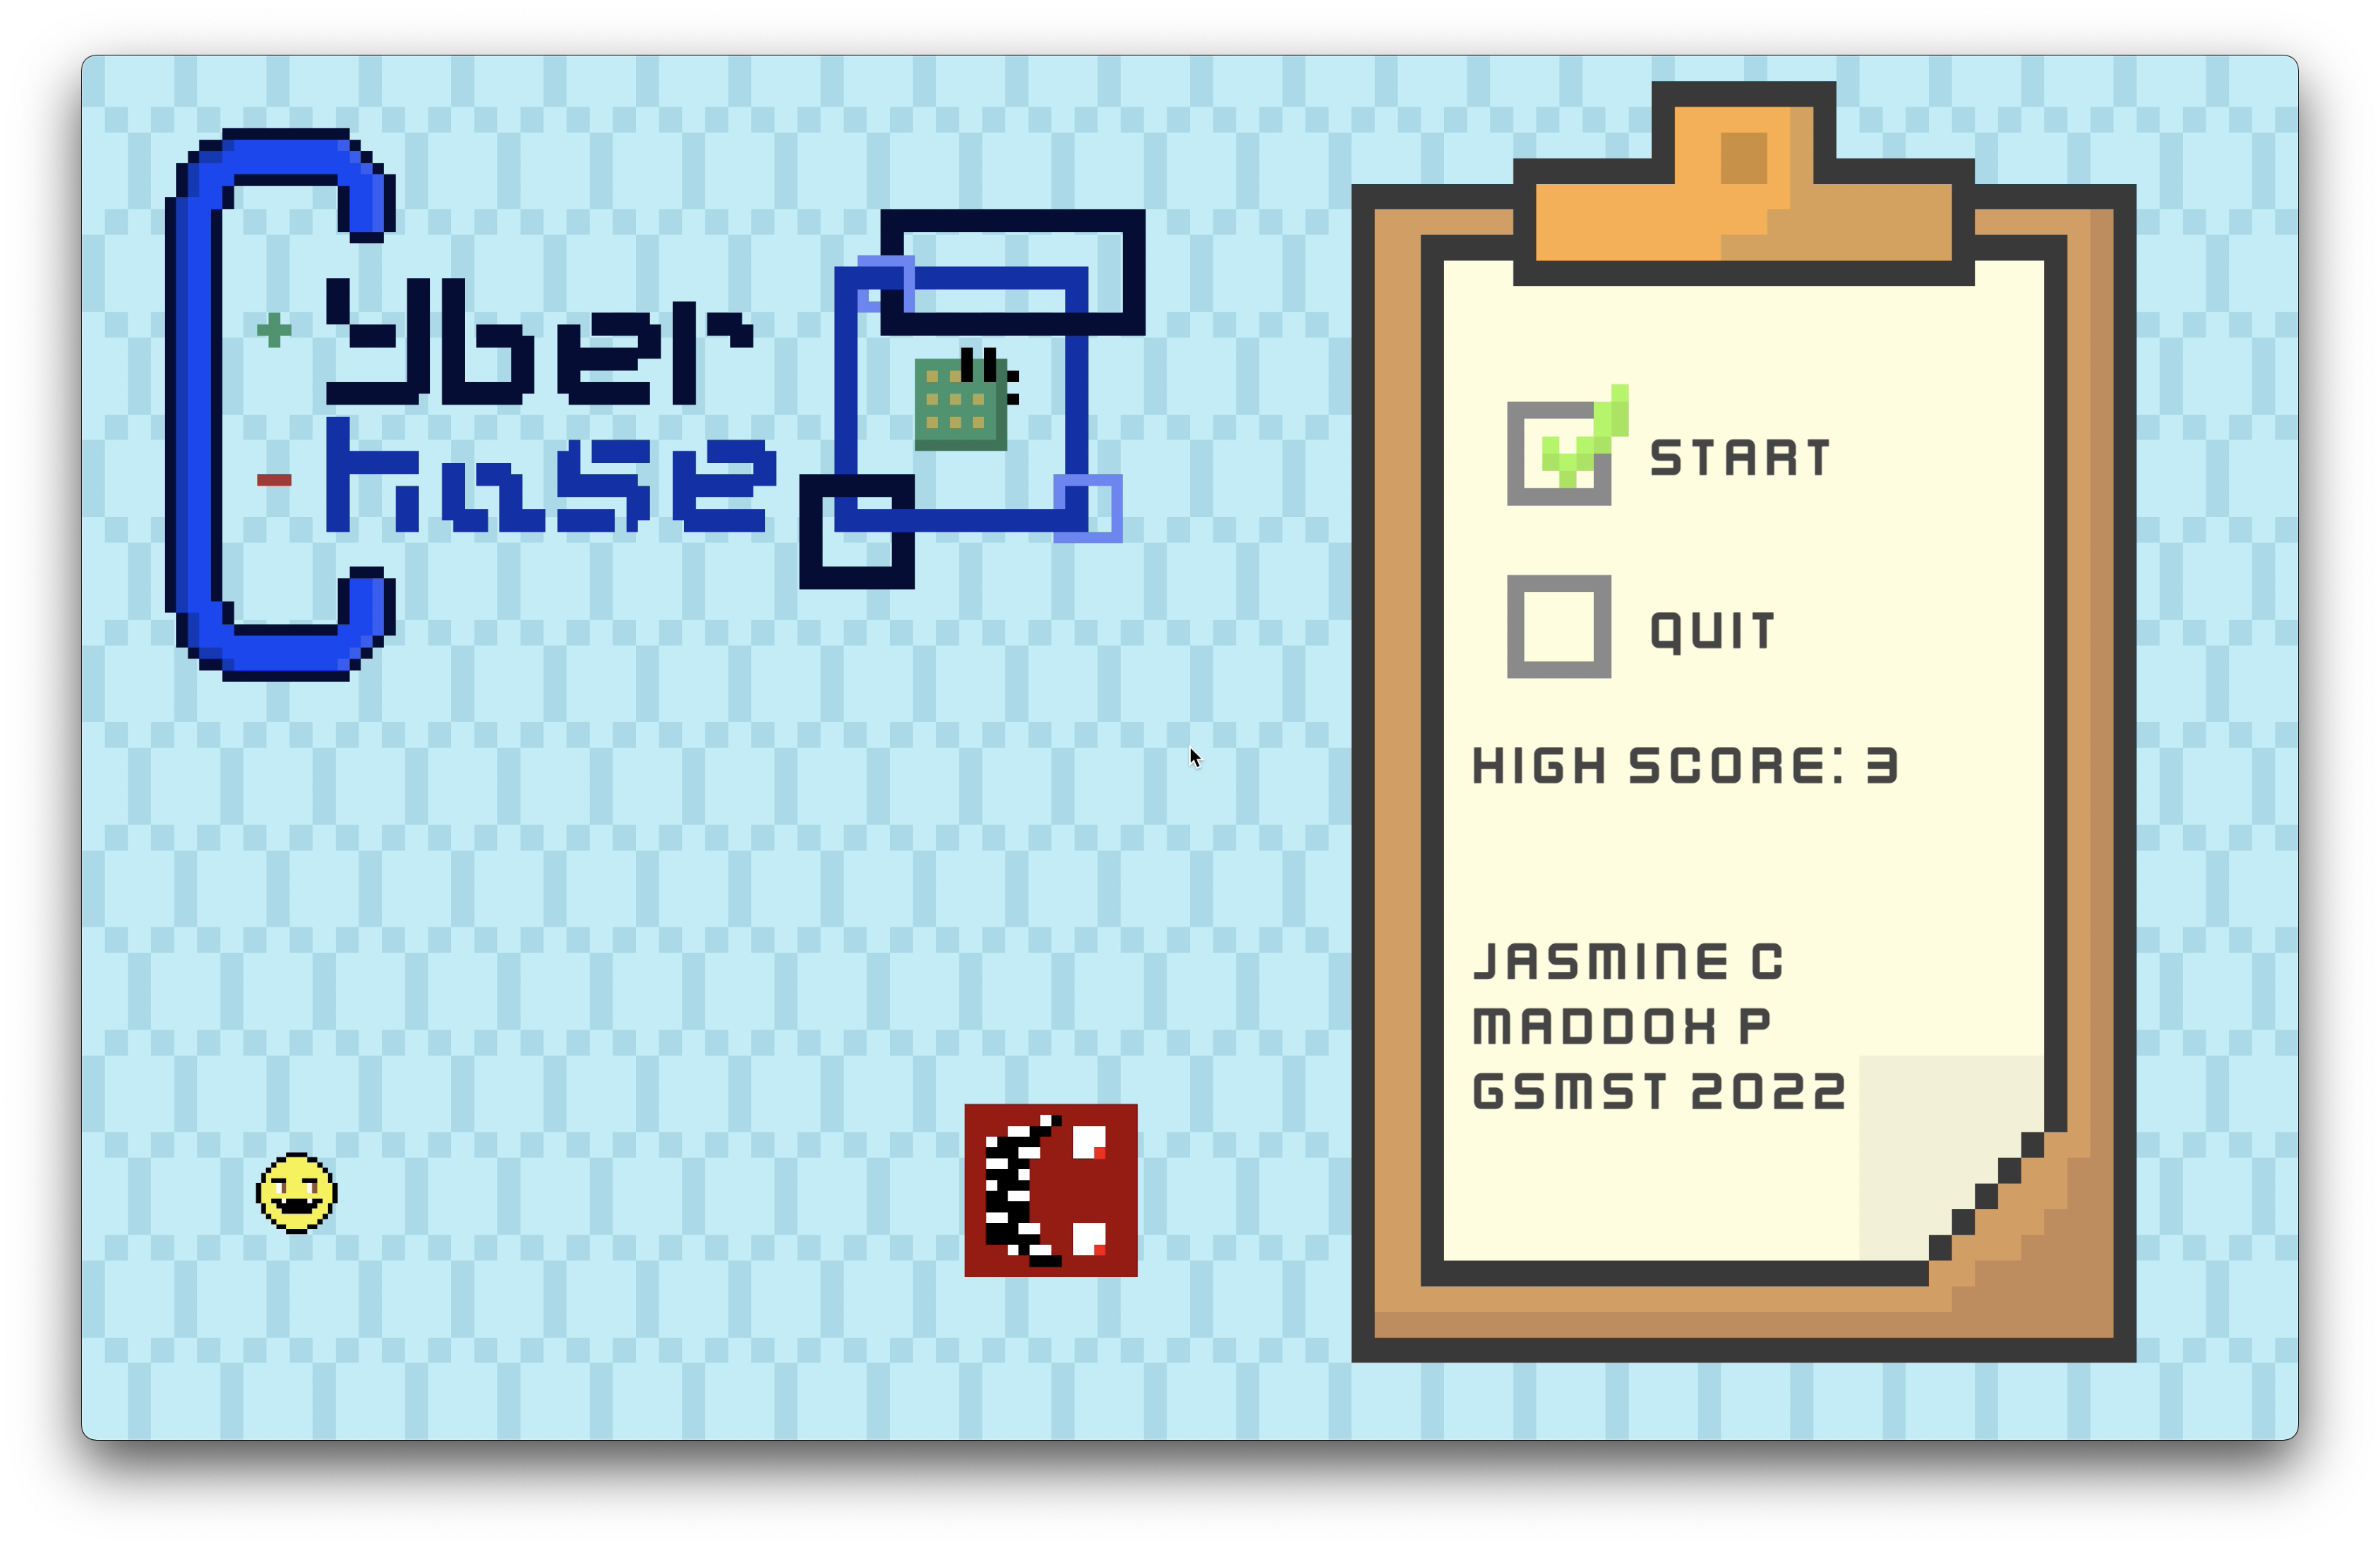 Cyber
Chase
START
QUIT
HIGH SCORE: 3
JASMINE C
MADDOX P
GSMST 2022